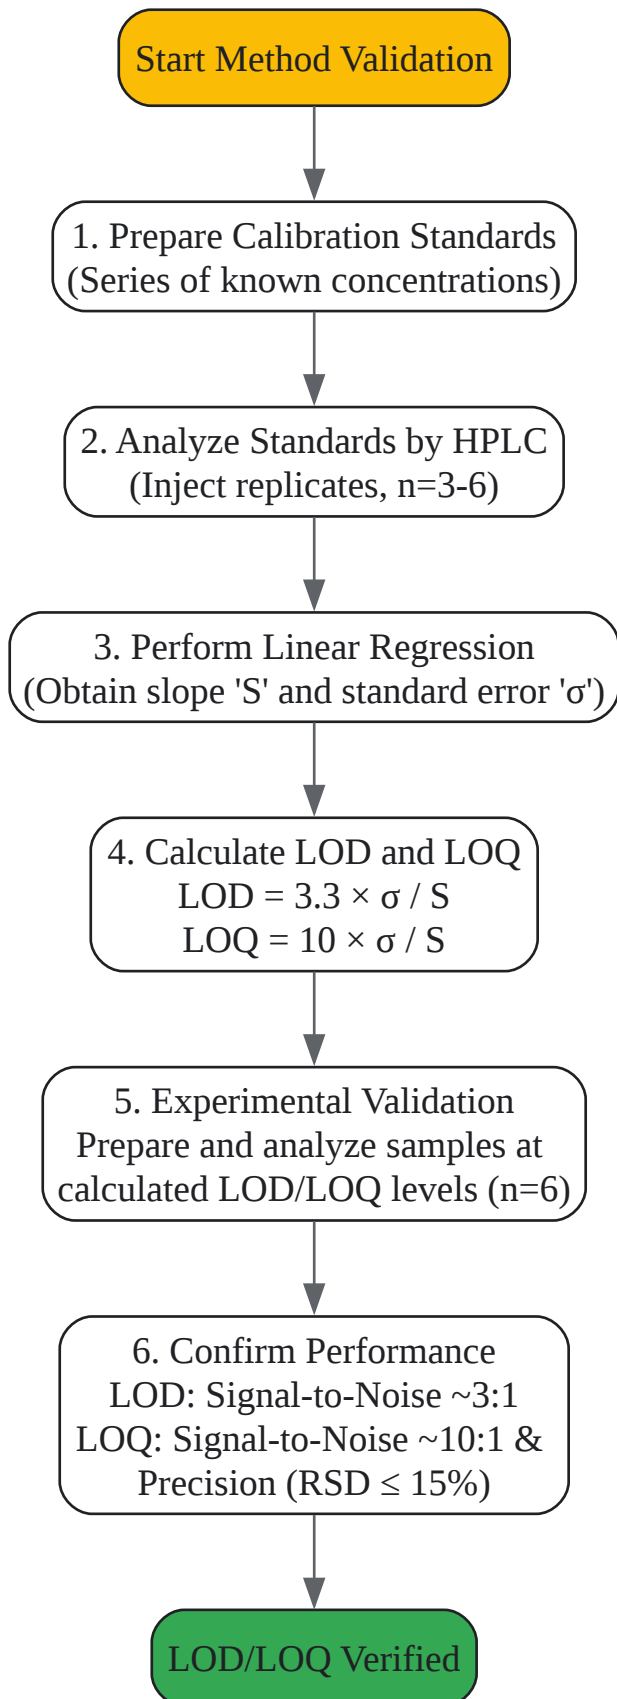 Start Method Validation
1. Prepare Calibration Standards
(Series of known concentrations)
2. Analyze Standards by HPLC
(Inject replicates, n=3-6)
3. Perform Linear Regression
(Obtain slope 'S' and standard error 'σ')
4. Calculate LOD and LOQ
LOD = 3.3 × σ / S
LOQ = 10 × σ / S
5. Experimental Validation
Prepare and analyze samples at
calculated LOD/LOQ levels (n=6)
6. Confirm Performance
LOD: Signal-to-Noise ~3:1
LOQ: Signal-to-Noise ~10:1 &
Precision (RSD ≤ 15%)
LOD/LOQ Verified